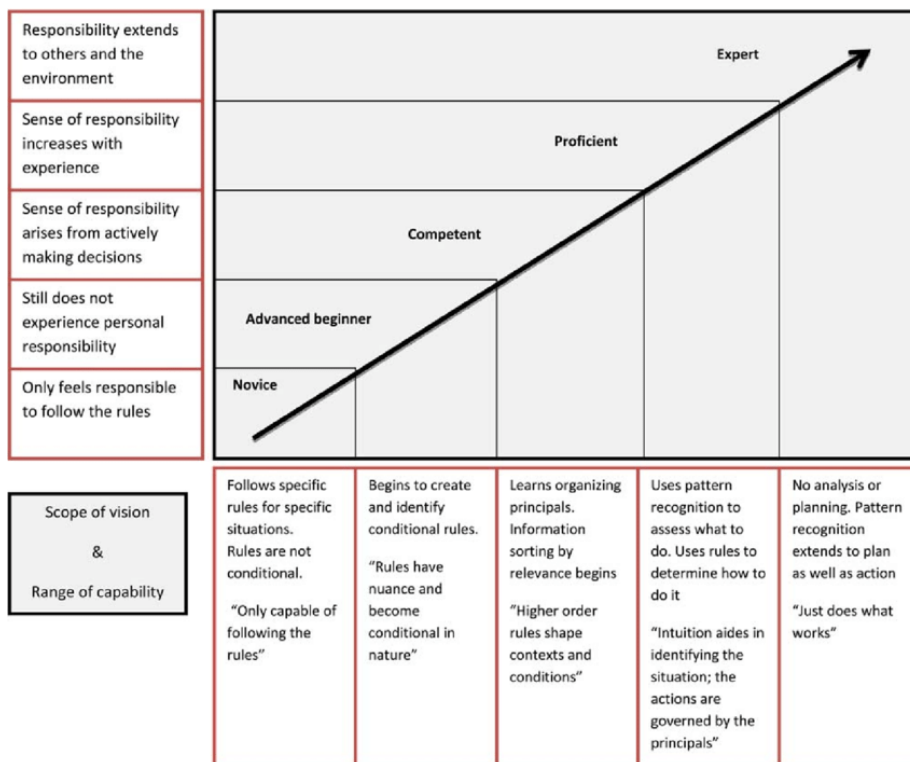 Responsibility extends
to others and the
environment
Sense of responsibility
increases with
experience
Sense of responsibility
arises from actively
making decisions
Still does not
experience personal
responsibility
Only feels responsible
to follow the rules
Expert
Proficient
Competent
Advanced beginner
Novice
Scope of vision
&
Range of capability
Follows specific
rules for specific
situations.
Rules are not
conditional.
“Only capable of
following the
rules”
Begins to create
and identify
conditional rules.
“Rules have
nuance and
become
conditional in
nature”
Learns organizing
principals.
Information
sorting by
relevance begins
“Higher order
rules shape
contexts and
conditions”
Uses pattern
recognition to
assess what to
do. Uses rules to
determine how to
do it
“Intuition aides in
identifying the
situation; the
actions are
governed by the
principals”
No analysis or
planning. Pattern
recognition
extends to plan
as well as action
“Just does what
works”